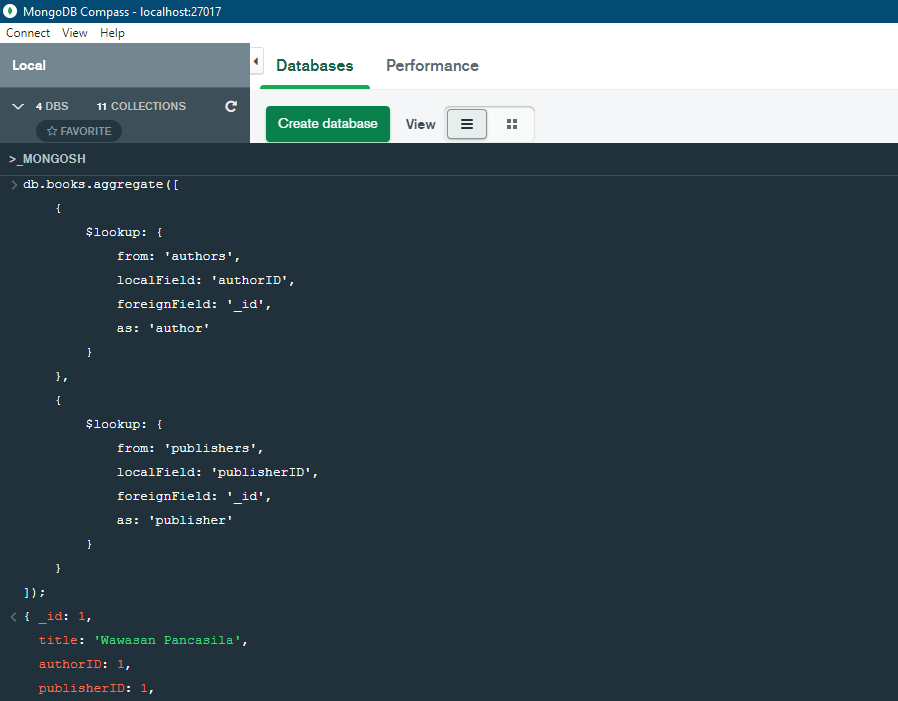 MongoDB Compass - localhost:27017
Connect View Help
Local
Databases Performance
4 DBS 11 COLLECTIONS
FAVORITE
Create database View
>_MONGOSH
> db.books.aggregate([
{
$lookup: {
from: 'authors',
localField: 'authorID',
foreignField: '_id',
as: 'author'
}
},
{
$lookup: {
from: 'publishers',
localField: 'publisherID',
foreignField: '_id',
as: 'publisher'
}
}
]);
< { _id: 1,
title: 'Wawasan Pancasila',
authorID: 1,
publisherID: 1,